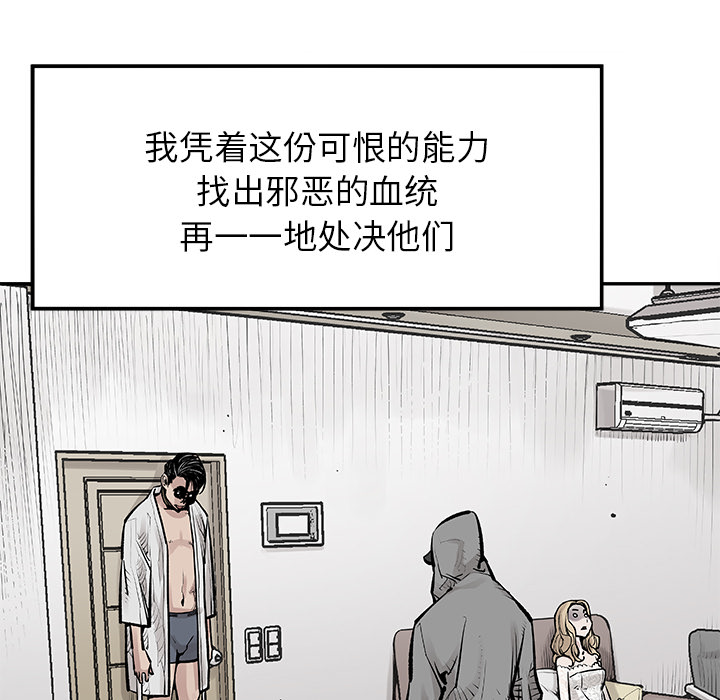 我凭着这份可恨的能力
找出邪恶的血统
再一一地处决他们